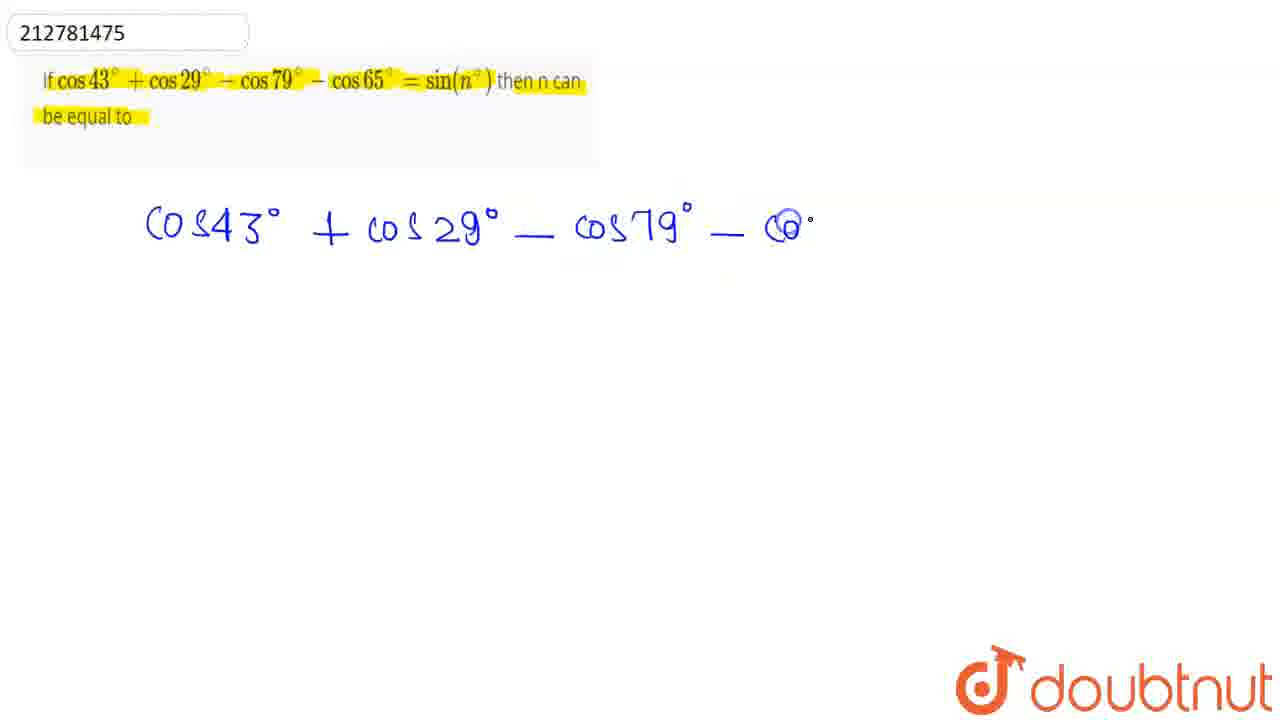 212781475
If cos 43° + cos 29° − cos 79° − cos 65° = sin(n°) then n can
be equal to
cos 43° + cos 29° − cos 79° − co
doubtnut